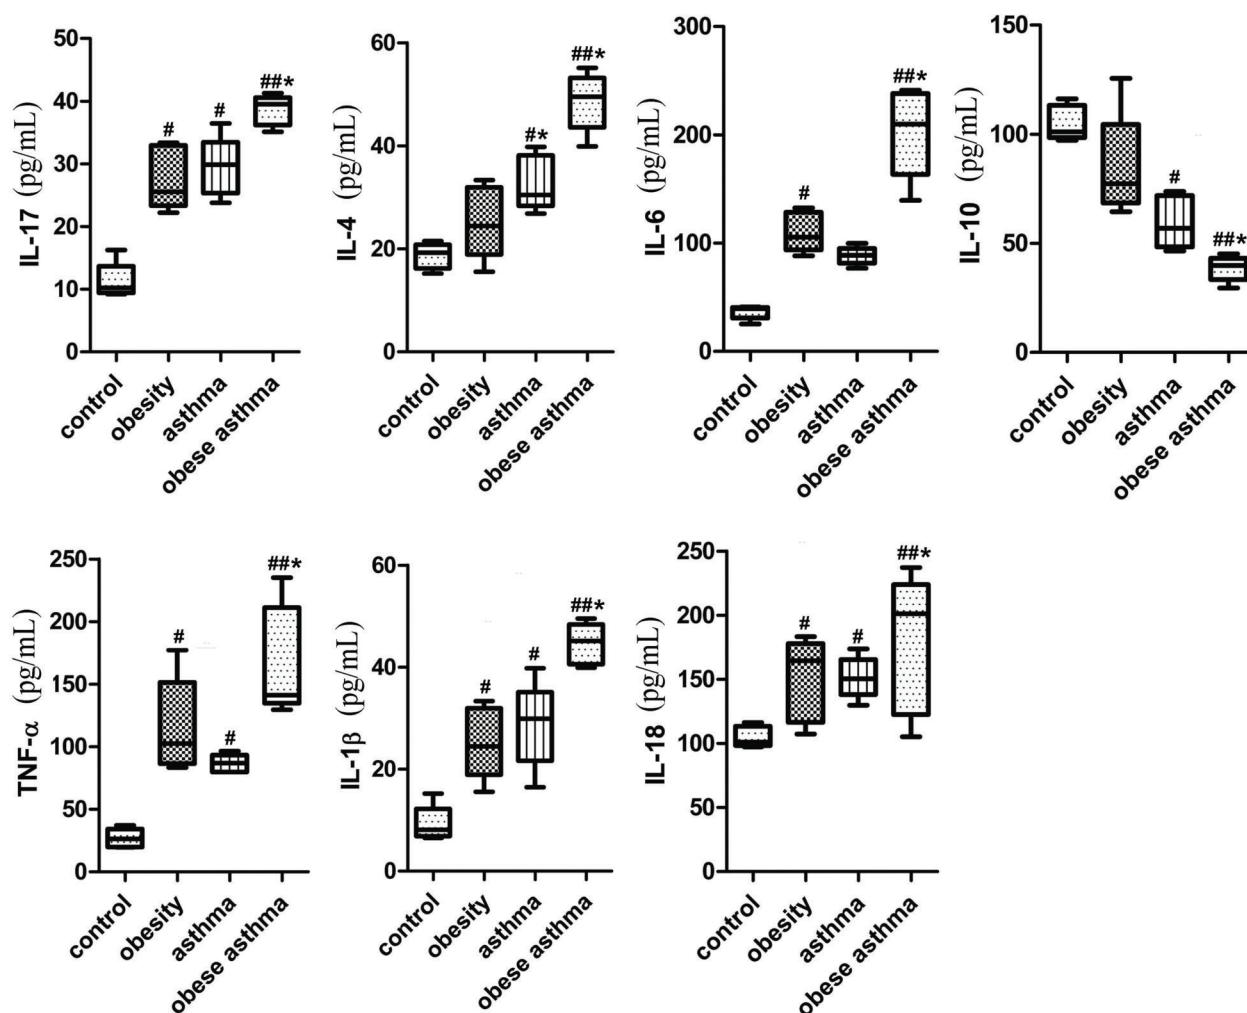 IL-17 (pg/mL)
50
40
30
20
10
0
#
#
##*
control
obesity
asthma
obese asthma
IL-4 (pg/mL)
60
40
20
0
#*
##*
control
obesity
asthma
obese asthma
IL-6 (pg/mL)
300
200
100
0
#
##*
control
obesity
asthma
obese asthma
IL-10 (pg/mL)
150
100
50
0
#
##*
control
obesity
asthma
obese asthma
TNF-α (pg/mL)
250
200
150
100
50
0
#
#
##*
control
obesity
asthma
obese asthma
IL-1β (pg/mL)
60
40
20
0
#
#
##*
control
obesity
asthma
obese asthma
IL-18 (pg/mL)
250
200
150
100
50
0
#
#
##*
control
obesity
asthma
obese asthma